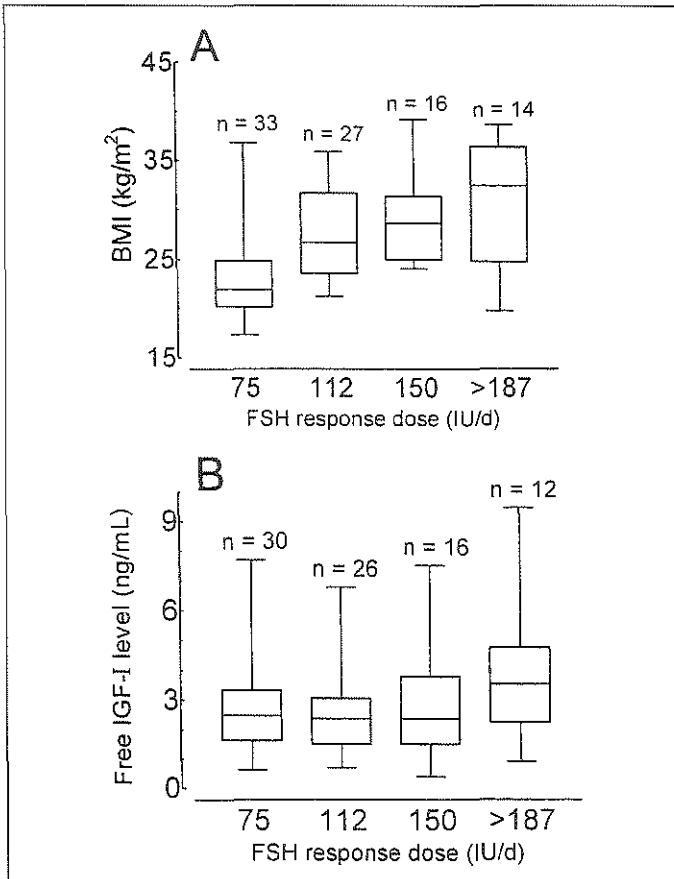 A
45
35
25
15
BMI (kg/m²)
n = 33
n = 27
n = 16
n = 14
75 112 150 >187
FSH response dose (IU/d)
B
9
6
3
0
Free IGF-I level (ng/mL)
n = 30
n = 26
n = 16
n = 12
75 112 150 >187
FSH response dose (IU/d)